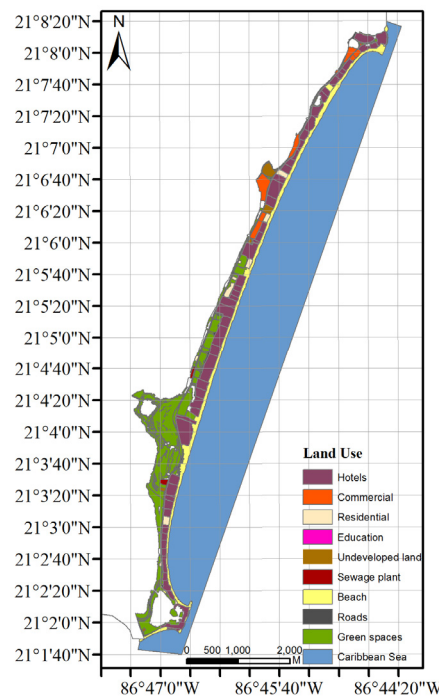 21°8'20"N
N
21°8'0"N
21°7'40"N
21°7'20"N
21°7'0"N
21°6'40"N
21°6'20"N
21°6'0"N
21°5'40"N
21°5'20"N
21°5'0"N
21°4'40"N
21°4'20"N
21°4'0"N
21°3'40"N
21°3'20"N
21°3'0"N
21°2'40"N
21°2'20"N
21°2'0"N
21°1'40"N
Land Use
Hotels
Commercial
Residential
Education
Undeveloped land
Sewage plant
Beach
Roads
Green spaces
Caribbean Sea
0 500 1,000 2,000
M
86°47'0"W 86°45'40"W 86°44'20"W